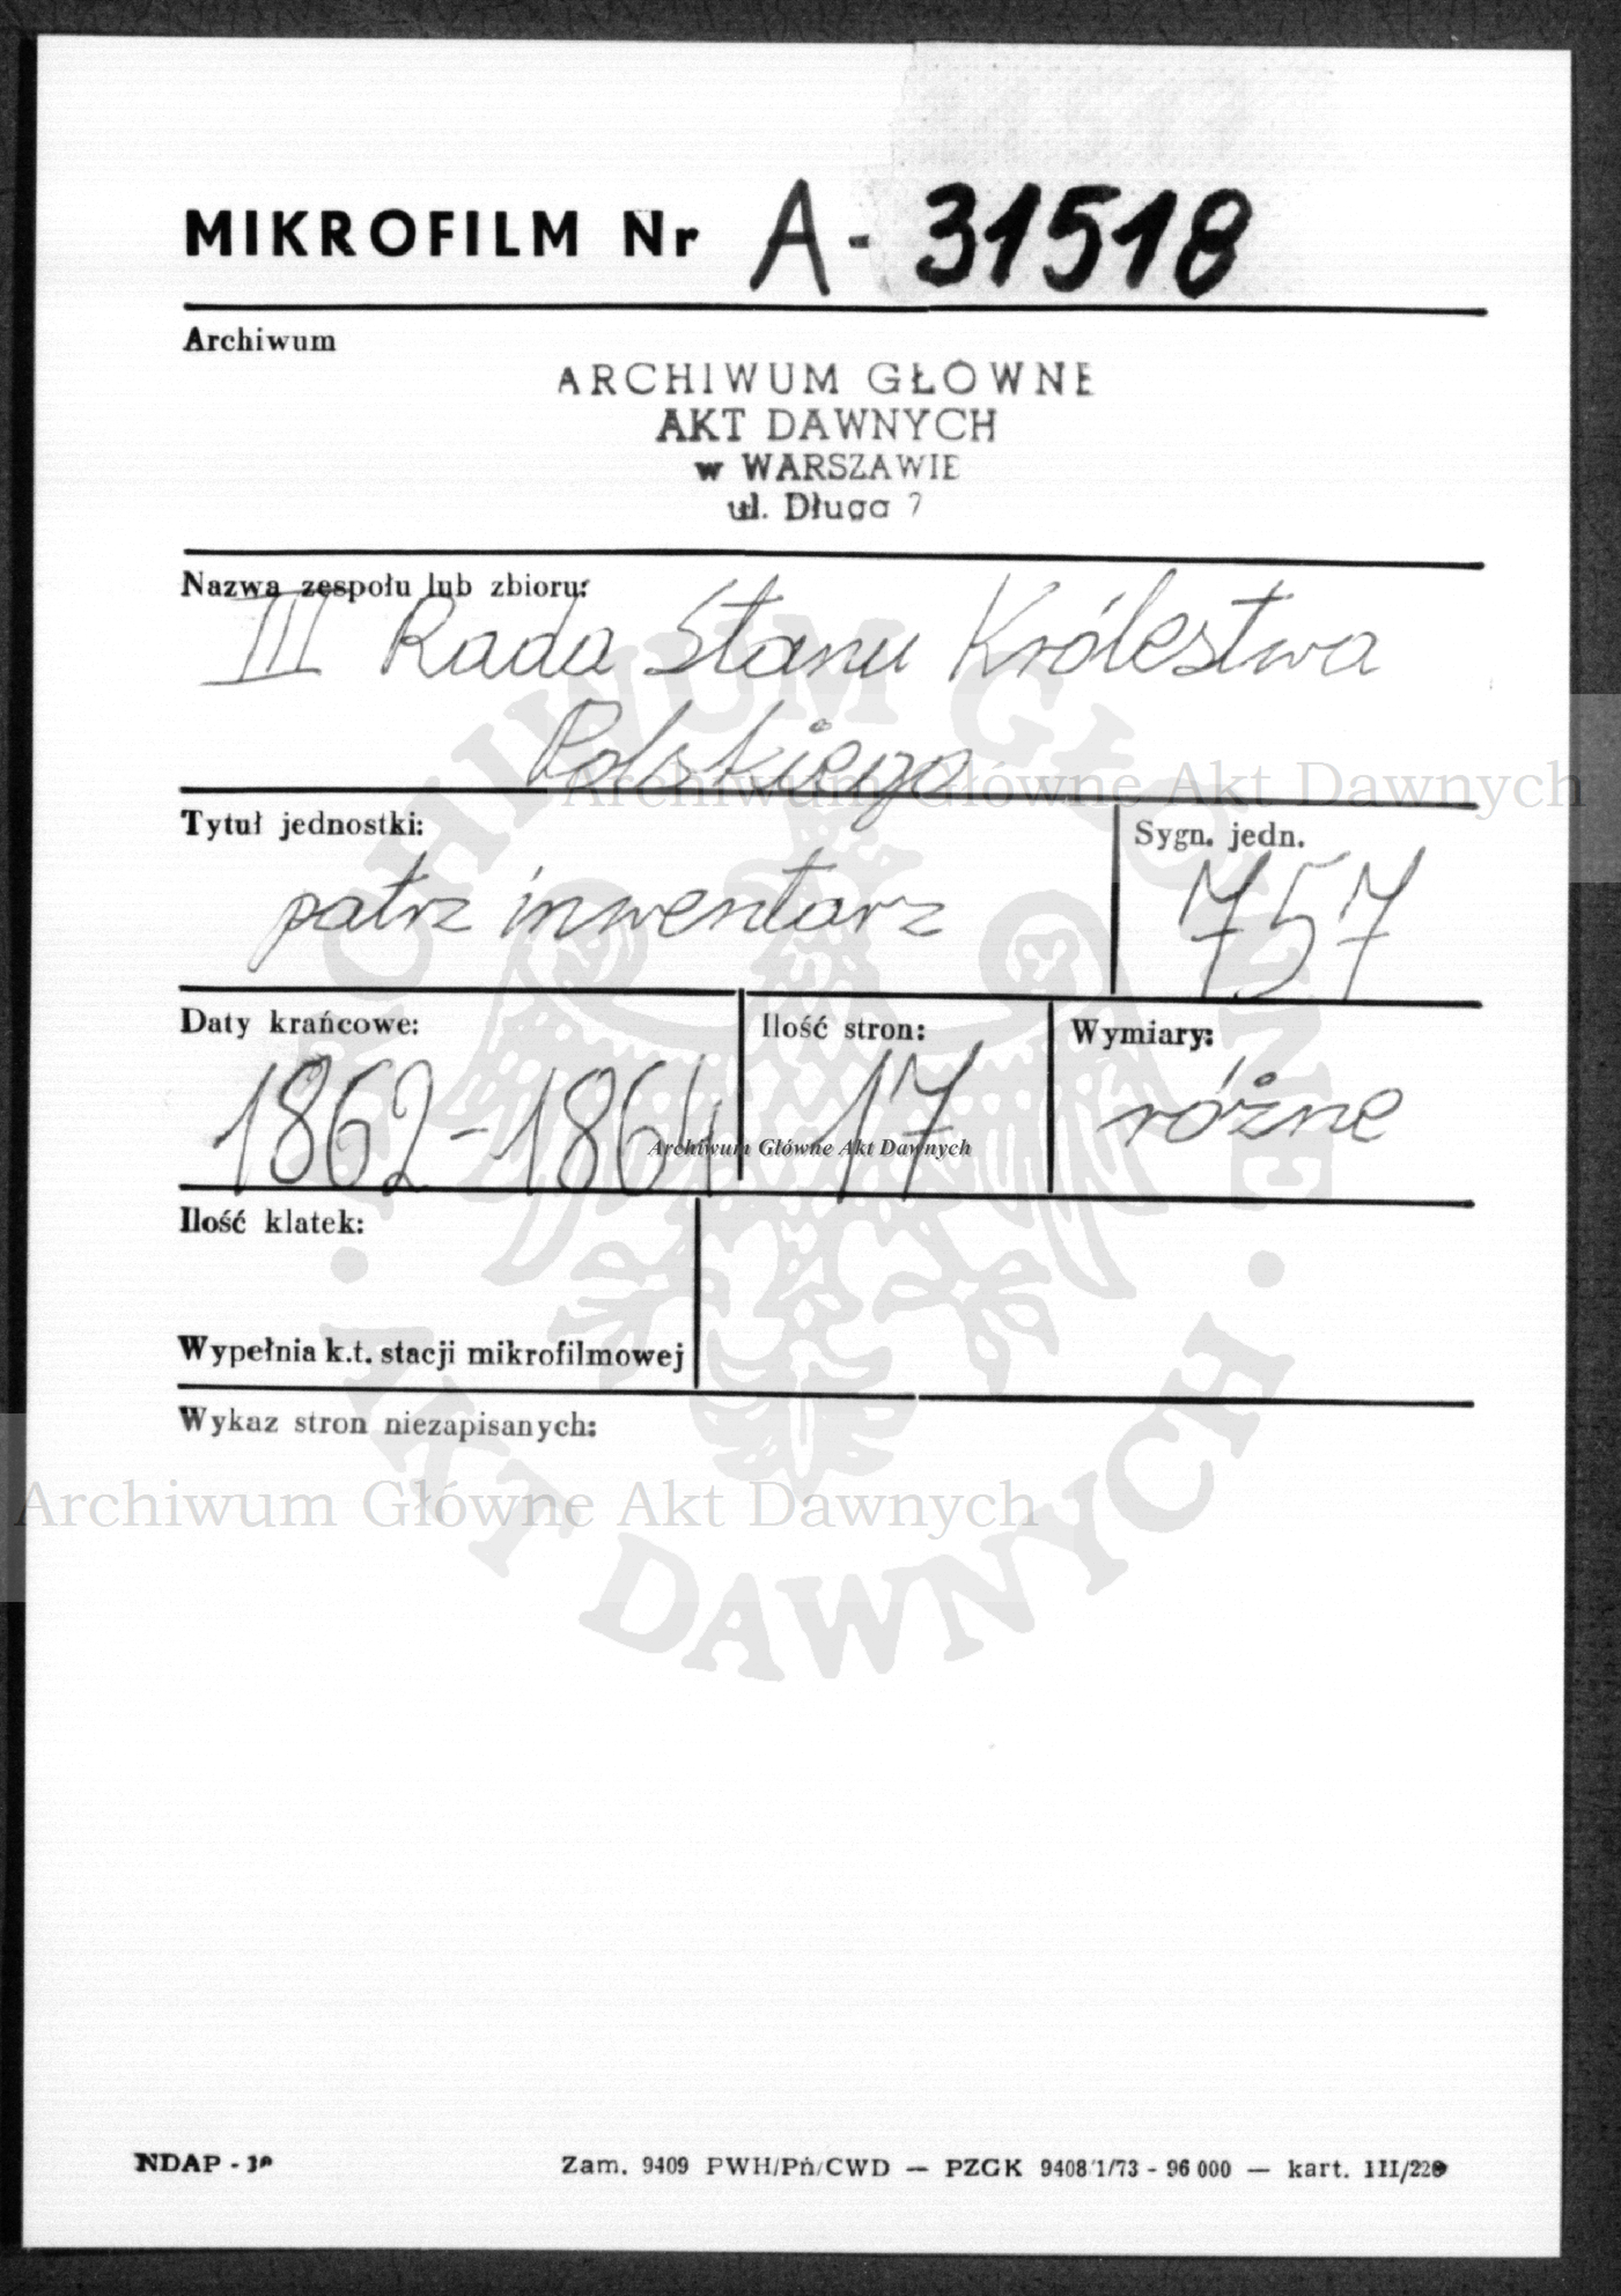 MIKROFILM Nr A-31518
Archiwum
ARCHIWUM GŁÓWNE
AKT DAWNYCH
w WARSZAWIE
ul. Długa 7
Nazwa zespołu lub zbioru:
III Rada Stanu Królestwa
Polskiego
Archiwum Główne Akt Dawnych
Tytuł jednostki:
Sygn. jedn.
patrz inwentarz
757
Daty krańcowe:
Ilość stron:
Wymiary:
1862-1864
17
różne
Archiwum Główne Akt Dawnych
Ilość klatek:
Wypełnia k.t. stacji mikrofilmowej
Wykaz stron niezapisanych:
Archiwum Główne Akt Dawnych
ARCHIWUM GŁÓWNE
· AKT DAWNYCH ·
NDAP -
Zam. 9409 PWH/Pń/CWD — PZGK 9408/1/73 - 96 000 — kart. III/220